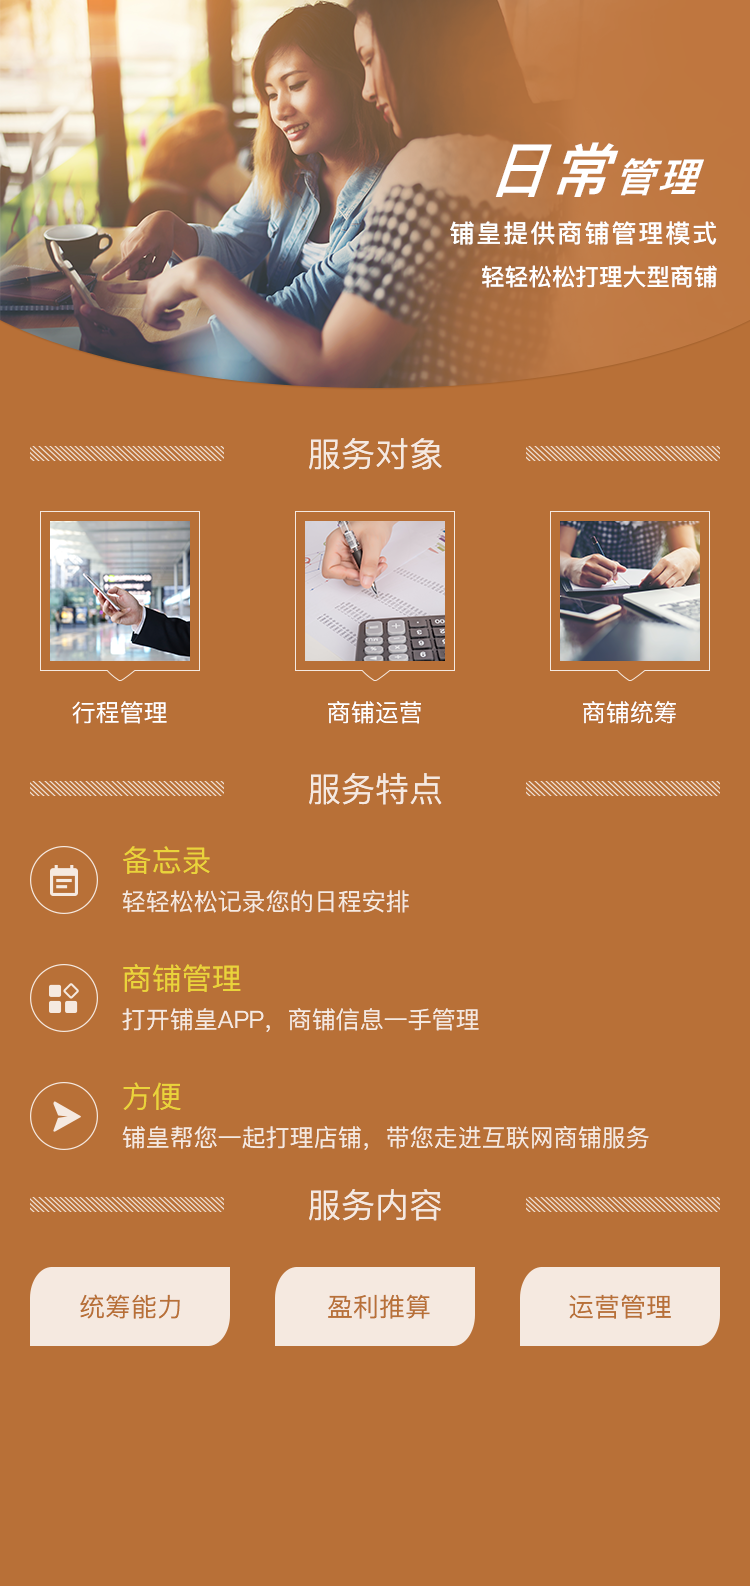 日常管理
铺皇提供商铺管理模式
轻轻松松打理大型商铺
服务对象
行程管理
商铺运营
商铺统筹
服务特点
备忘录
轻轻松松记录您的日程安排
商铺管理
打开铺皇APP，商铺信息一手管理
方便
铺皇帮您一起打理店铺，带您走进互联网商铺服务
服务内容
统筹能力
盈利推算
运营管理